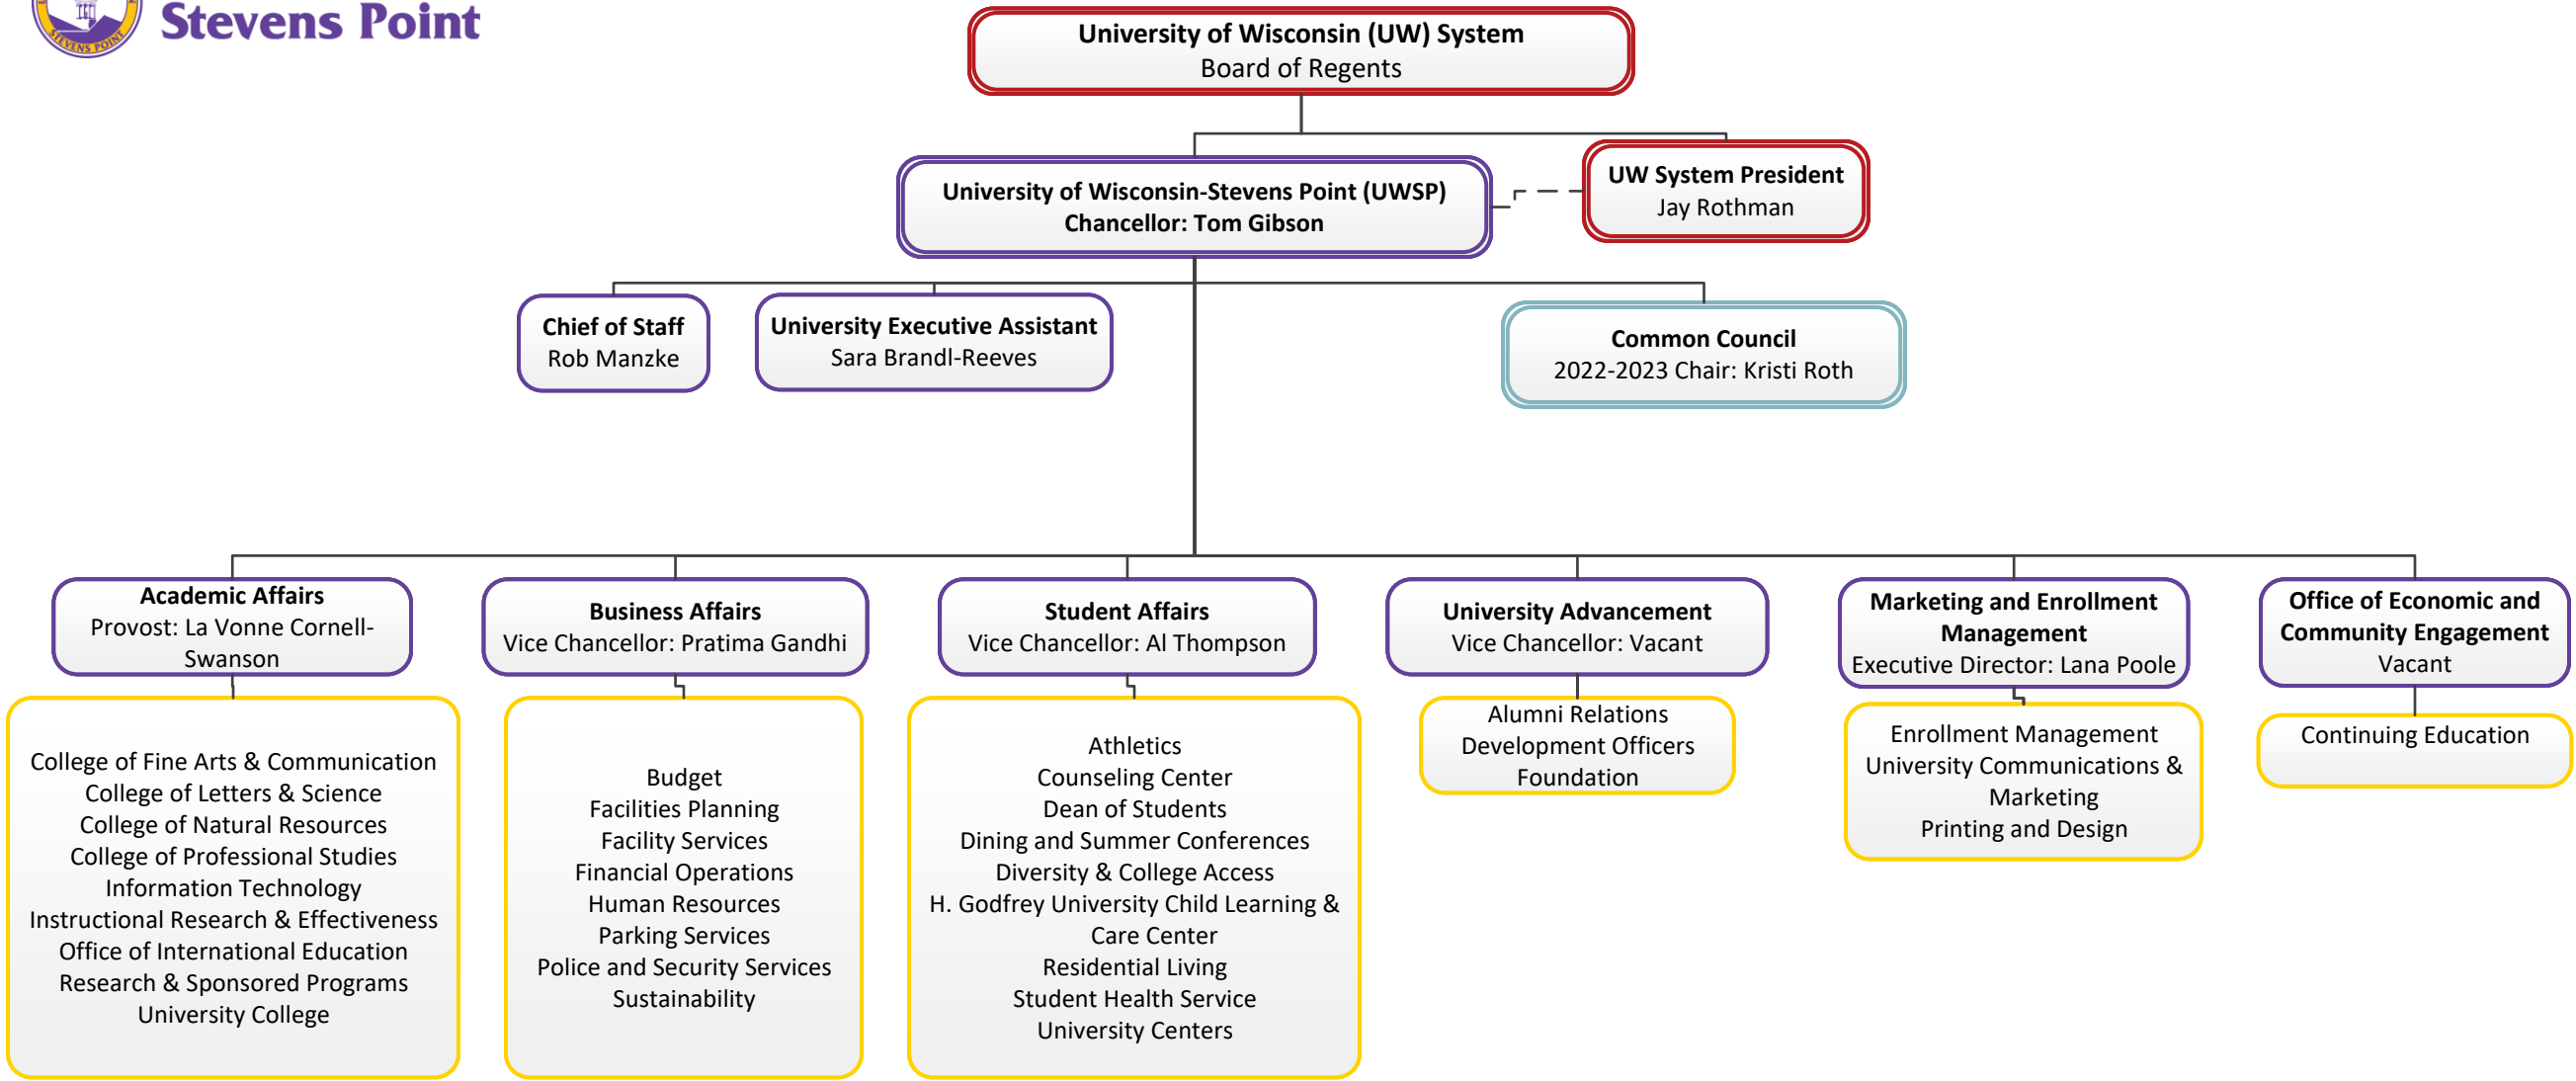 STEVENS POINT
Stevens Point
University of Wisconsin (UW) System
Board of Regents
University of Wisconsin-Stevens Point (UWSP)
Chancellor: Tom Gibson
UW System President
Jay Rothman
Chief of Staff
Rob Manzke
University Executive Assistant
Sara Brandl-Reeves
Common Council
2022-2023 Chair: Kristi Roth
Academic Affairs
Provost: La Vonne Cornell-
Swanson
Business Affairs
Vice Chancellor: Pratima Gandhi
Student Affairs
Vice Chancellor: Al Thompson
University Advancement
Vice Chancellor: Vacant
Marketing and Enrollment
Management
Executive Director: Lana Poole
Office of Economic and
Community Engagement
Vacant
College of Fine Arts & Communication
College of Letters & Science
College of Natural Resources
College of Professional Studies
Information Technology
Instructional Research & Effectiveness
Office of International Education
Research & Sponsored Programs
University College
Budget
Facilities Planning
Facility Services
Financial Operations
Human Resources
Parking Services
Police and Security Services
Sustainability
Athletics
Counseling Center
Dean of Students
Dining and Summer Conferences
Diversity & College Access
H. Godfrey University Child Learning &
Care Center
Residential Living
Student Health Service
University Centers
Alumni Relations
Development Officers
Foundation
Enrollment Management
University Communications &
Marketing
Printing and Design
Continuing Education